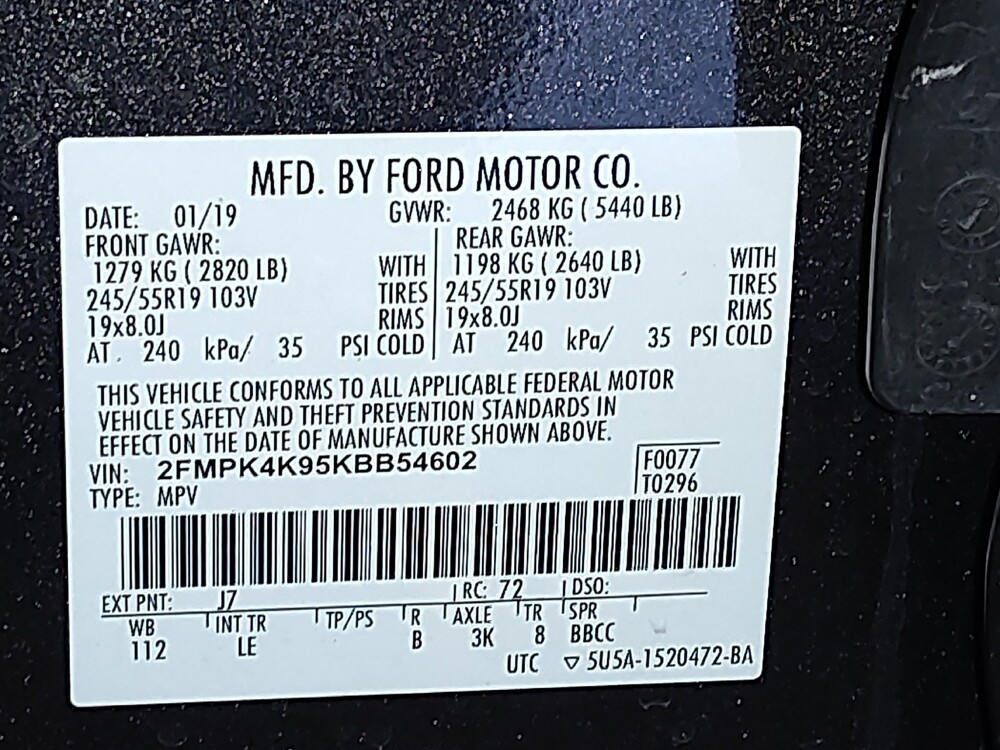 MFD. BY FORD MOTOR CO.
DATE: 01/19 GVWR: 2468 KG ( 5440 LB)
FRONT GAWR: REAR GAWR:
1279 KG ( 2820 LB) WITH 1198 KG ( 2640 LB) WITH
245/55R19 103V TIRES 245/55R19 103V TIRES
19x8.0J RIMS 19x8.0J RIMS
AT. 240 kPa/ 35 PSI COLD AT 240 kPa/ 35 PSI COLD
THIS VEHICLE CONFORMS TO ALL APPLICABLE FEDERAL MOTOR
VEHICLE SAFETY AND THEFT PREVENTION STANDARDS IN
EFFECT ON THE DATE OF MANUFACTURE SHOWN ABOVE.
VIN: 2FMPK4K95KBB54602 F0077
TYPE: MPV T0296
EXT PNT: J7 RC: 72 DSO:
WB INT TR TP/PS R AXLE TR SPR
112 LE B 3K 8 BBCC
UTC ▽ 5U5A-1520472-BA